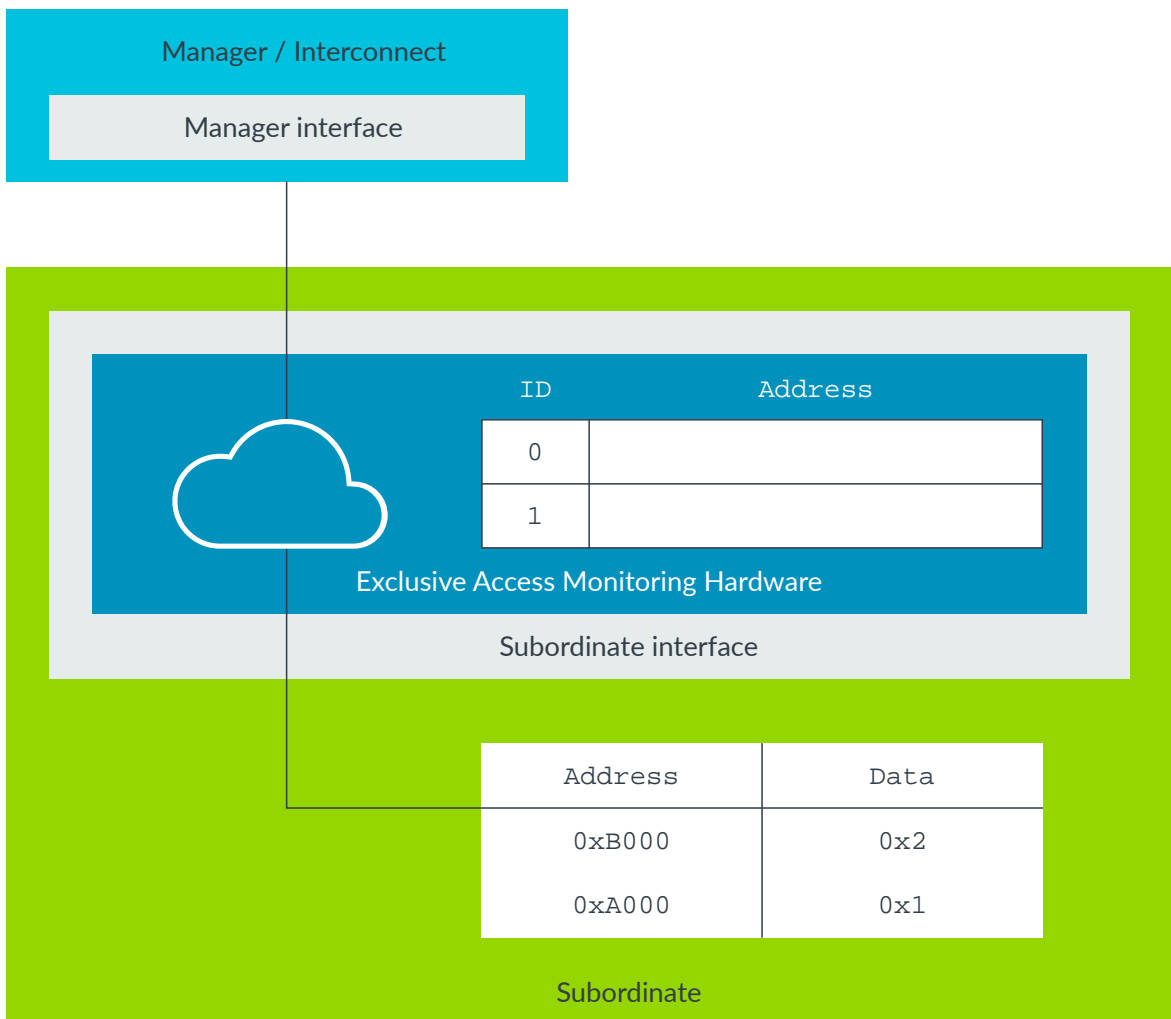 Manager / Interconnect
Manager interface
ID Address
0
1
Exclusive Access Monitoring Hardware
Subordinate interface
Address Data
0xB000 0x2
0xA000 0x1
Subordinate